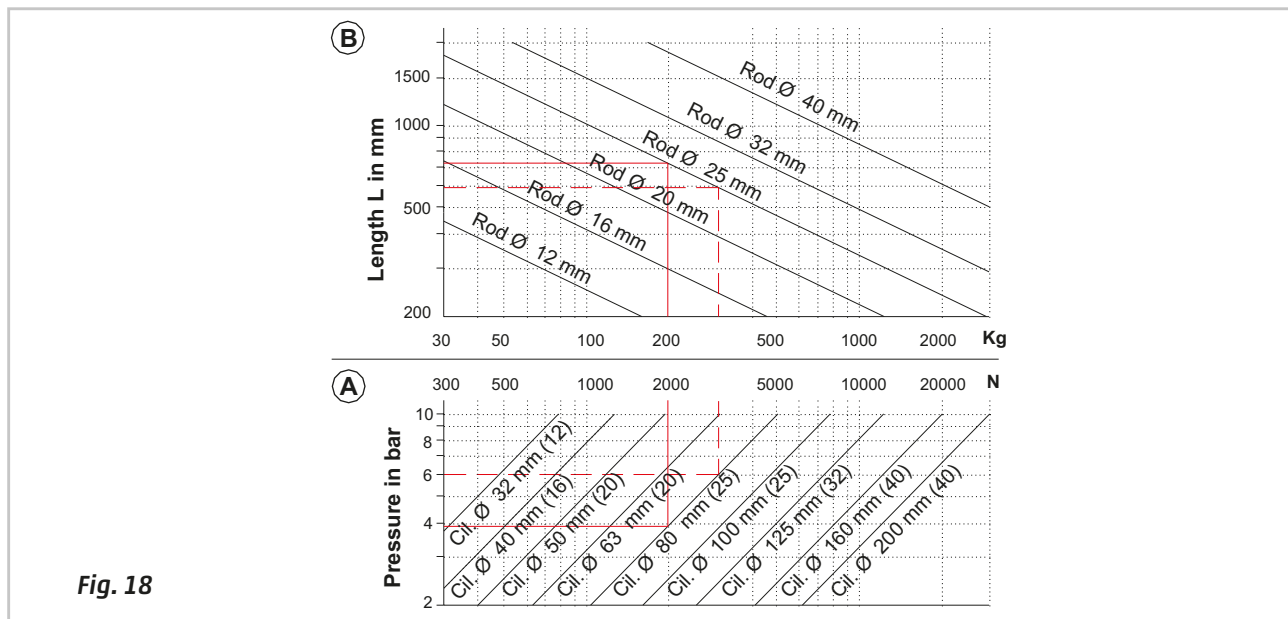 B
Length L in mm
1500
1000
500
200
Rod Ø 40 mm
Rod Ø 32 mm
Rod Ø 25 mm
Rod Ø 20 mm
Rod Ø 16 mm
Rod Ø 12 mm
30 50 100 200 500 1000 2000 Kg
A
300 500 1000 2000 5000 10000 20000 N
Pressure in bar
10
8
6
4
2
Cil. Ø 32 mm (12)
Cil. Ø 40 mm (16)
Cil. Ø 50 mm (20)
Cil. Ø 63 mm (20)
Cil. Ø 80 mm (25)
Cil. Ø 100 mm (25)
Cil. Ø 125 mm (32)
Cil. Ø 160 mm (40)
Cil. Ø 200 mm (40)
Fig. 18